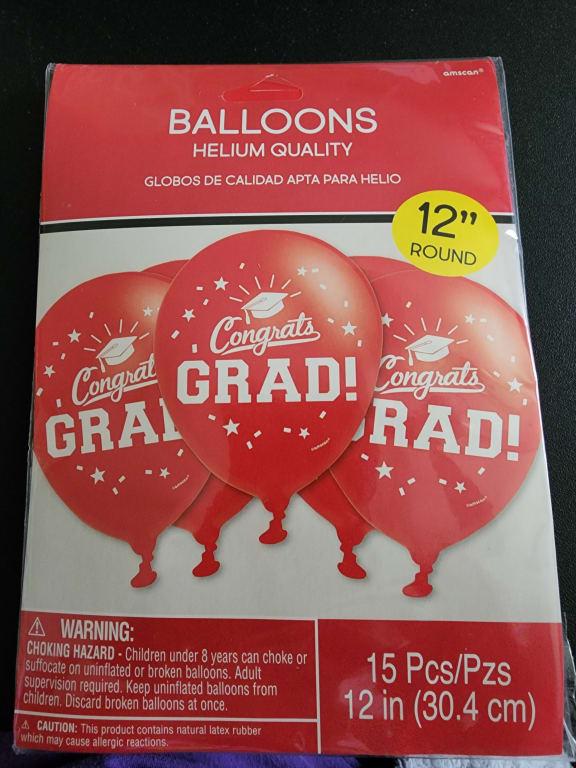 amscan®
BALLOONS
HELIUM QUALITY
GLOBOS DE CALIDAD APTA PARA HELIO
12"
ROUND
Congrats
GRAD!
Congrat
GRA
Congrats
RAD!
WARNING:
CHOKING HAZARD - Children under 8 years can choke or
suffocate on uninflated or broken balloons. Adult
supervision required. Keep uninflated balloons from
children. Discard broken balloons at once.
CAUTION: This product contains natural latex rubber
which may cause allergic reactions.
15 Pcs/Pzs
12 in (30.4 cm)